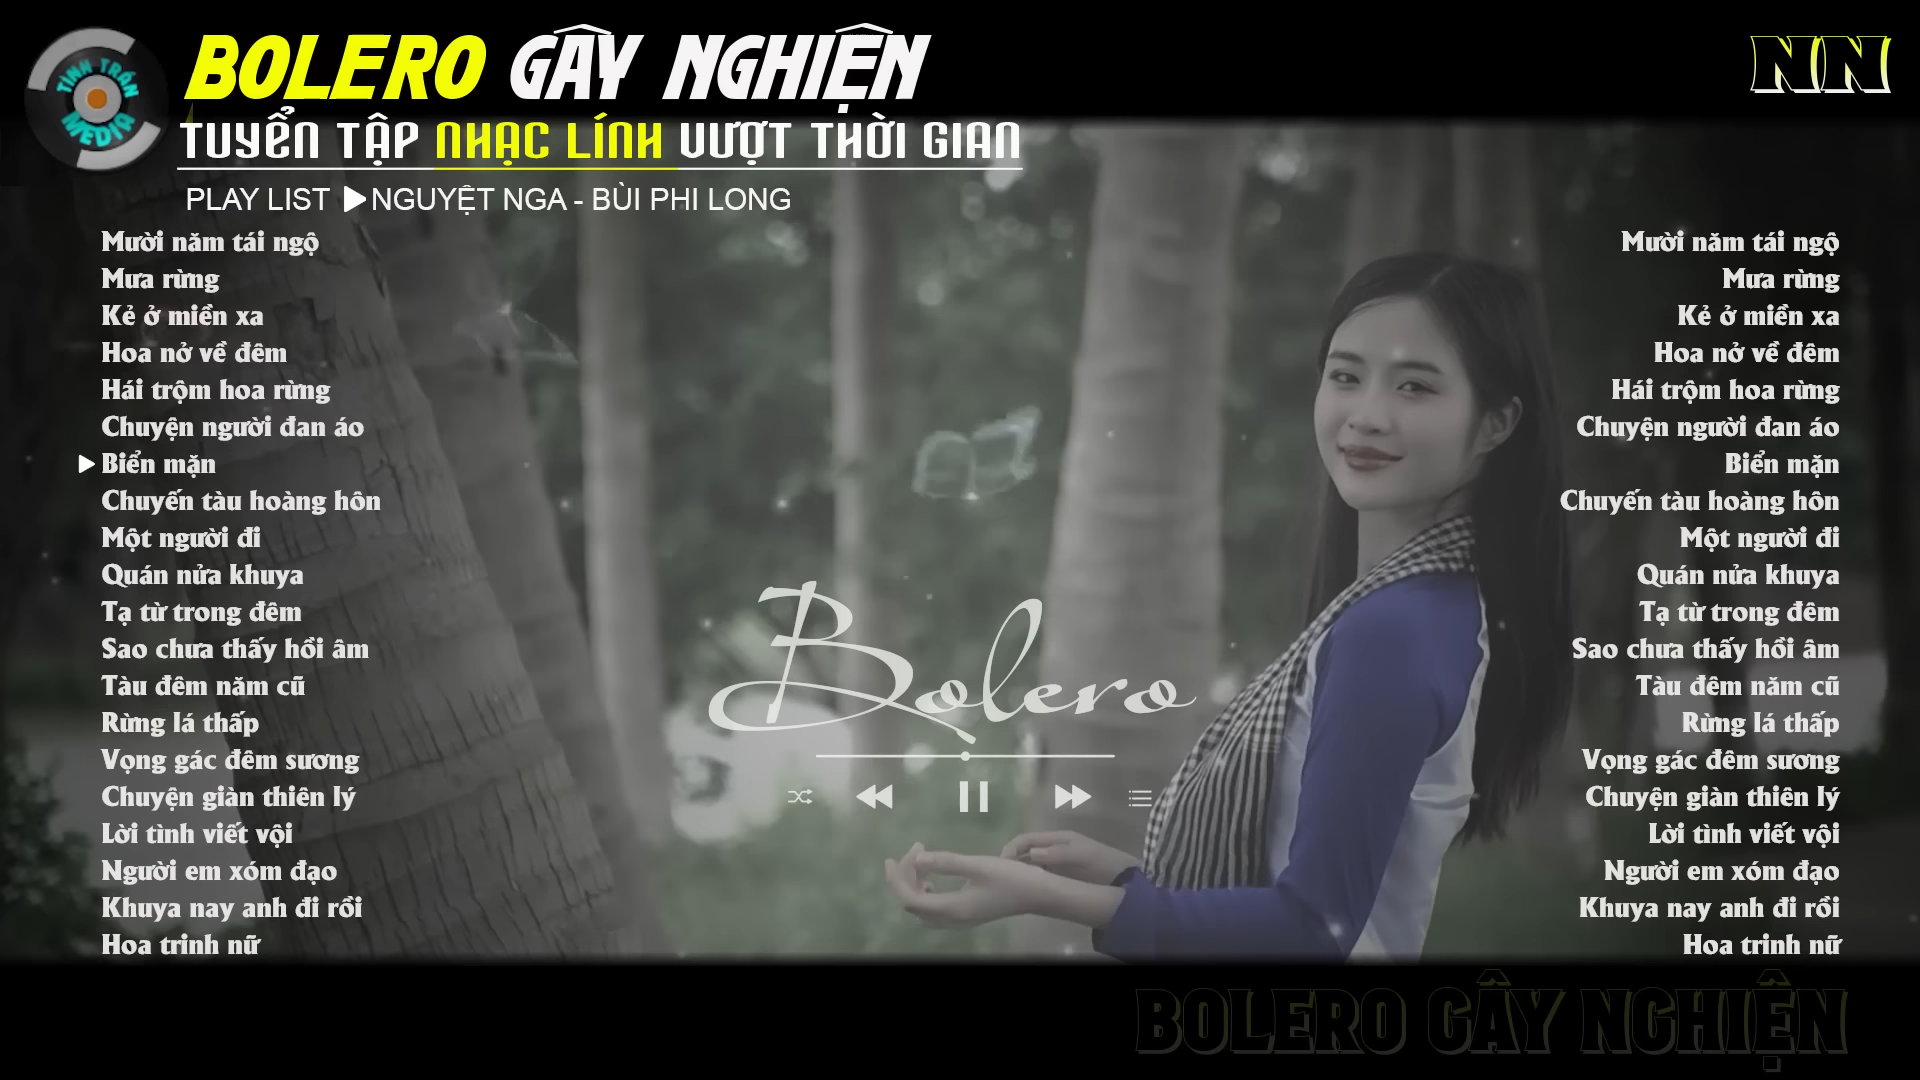 TÌNH TRẦN
MEDIA
BOLERO GÂY NGHIỆN
TUYỂN TẬP NHẠC LÍNH VƯỢT THỜI GIAN
PLAY LIST ▶NGUYỆT NGA - BÙI PHI LONG
NN
Mười năm tái ngộ
Mưa rừng
Kẻ ở miền xa
Hoa nở về đêm
Hái trộm hoa rừng
Chuyện người đan áo
Biển mặn
Chuyến tàu hoàng hôn
Một người đi
Quán nửa khuya
Tạ từ trong đêm
Sao chưa thấy hồi âm
Tàu đêm năm cũ
Rừng lá thấp
Vọng gác đêm sương
Chuyện giàn thiên lý
Lời tình viết vội
Người em xóm đạo
Khuya nay anh đi rồi
Hoa trinh nữ
Bolero
Mười năm tái ngộ
Mưa rừng
Kẻ ở miền xa
Hoa nở về đêm
Hái trộm hoa rừng
Chuyện người đan áo
Biển mặn
Chuyến tàu hoàng hôn
Một người đi
Quán nửa khuya
Tạ từ trong đêm
Sao chưa thấy hồi âm
Tàu đêm năm cũ
Rừng lá thấp
Vọng gác đêm sương
Chuyện giàn thiên lý
Lời tình viết vội
Người em xóm đạo
Khuya nay anh đi rồi
Hoa trinh nữ
BOLERO GÂY NGHIỆN